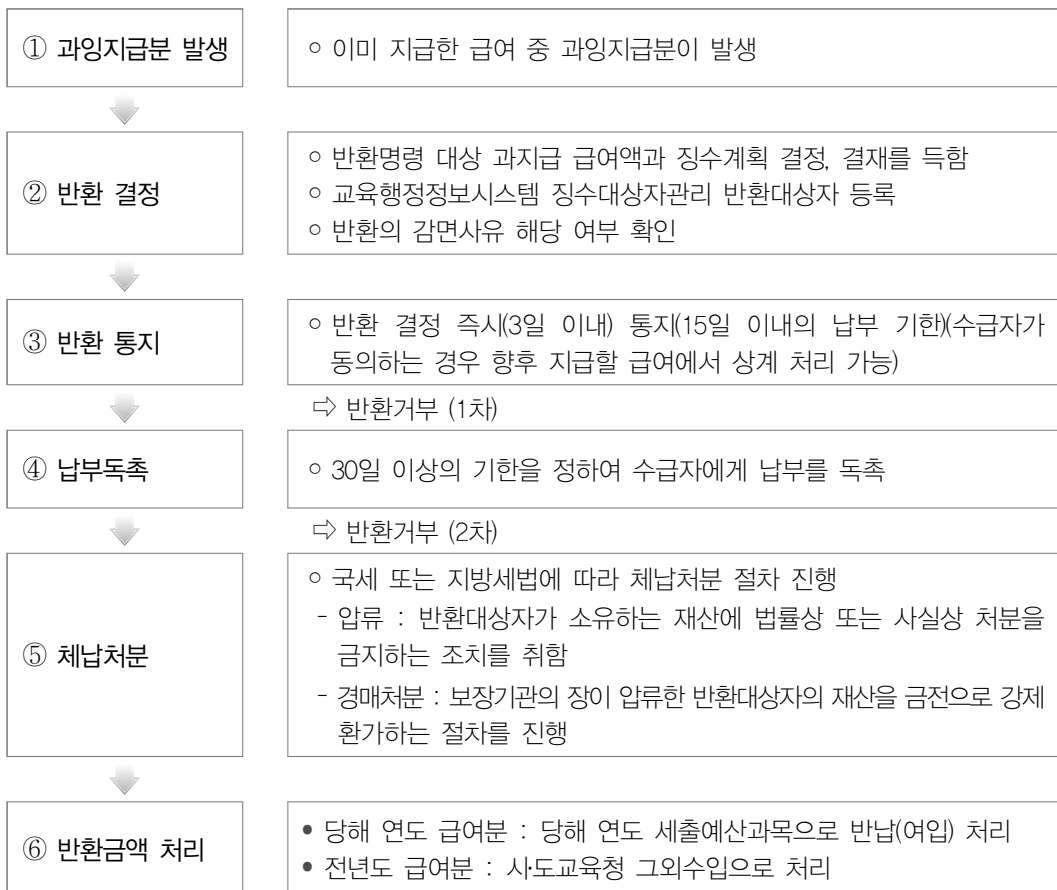 ① 과잉지급분 발생
○ 이미 지급한 급여 중 과잉지급분이 발생
② 반환 결정
○ 반환명령 대상 과지급 급여액과 징수계획 결정, 결재를 득함
○ 교육행정정보시스템 징수대상자관리 반환대상자 등록
○ 반환의 감면사유 해당 여부 확인
③ 반환 통지
○ 반환 결정 즉시(3일 이내) 통지(15일 이내의 납부 기한)(수급자가
동의하는 경우 향후 지급할 급여에서 상계 처리 가능)
⇨ 반환거부 (1차)
④ 납부독촉
○ 30일 이상의 기한을 정하여 수급자에게 납부를 독촉
⇨ 반환거부 (2차)
⑤ 체납처분
○ 국세 또는 지방세법에 따라 체납처분 절차 진행
- 압류 : 반환대상자가 소유하는 재산에 법률상 또는 사실상 처분을
금지하는 조치를 취함
- 경매처분 : 보장기관의 장이 압류한 반환대상자의 재산을 금전으로 강제
환가하는 절차를 진행
⑥ 반환금액 처리
• 당해 연도 급여분 : 당해 연도 세출예산과목으로 반납(여입) 처리
• 전년도 급여분 : 시·도교육청 그외수입으로 처리